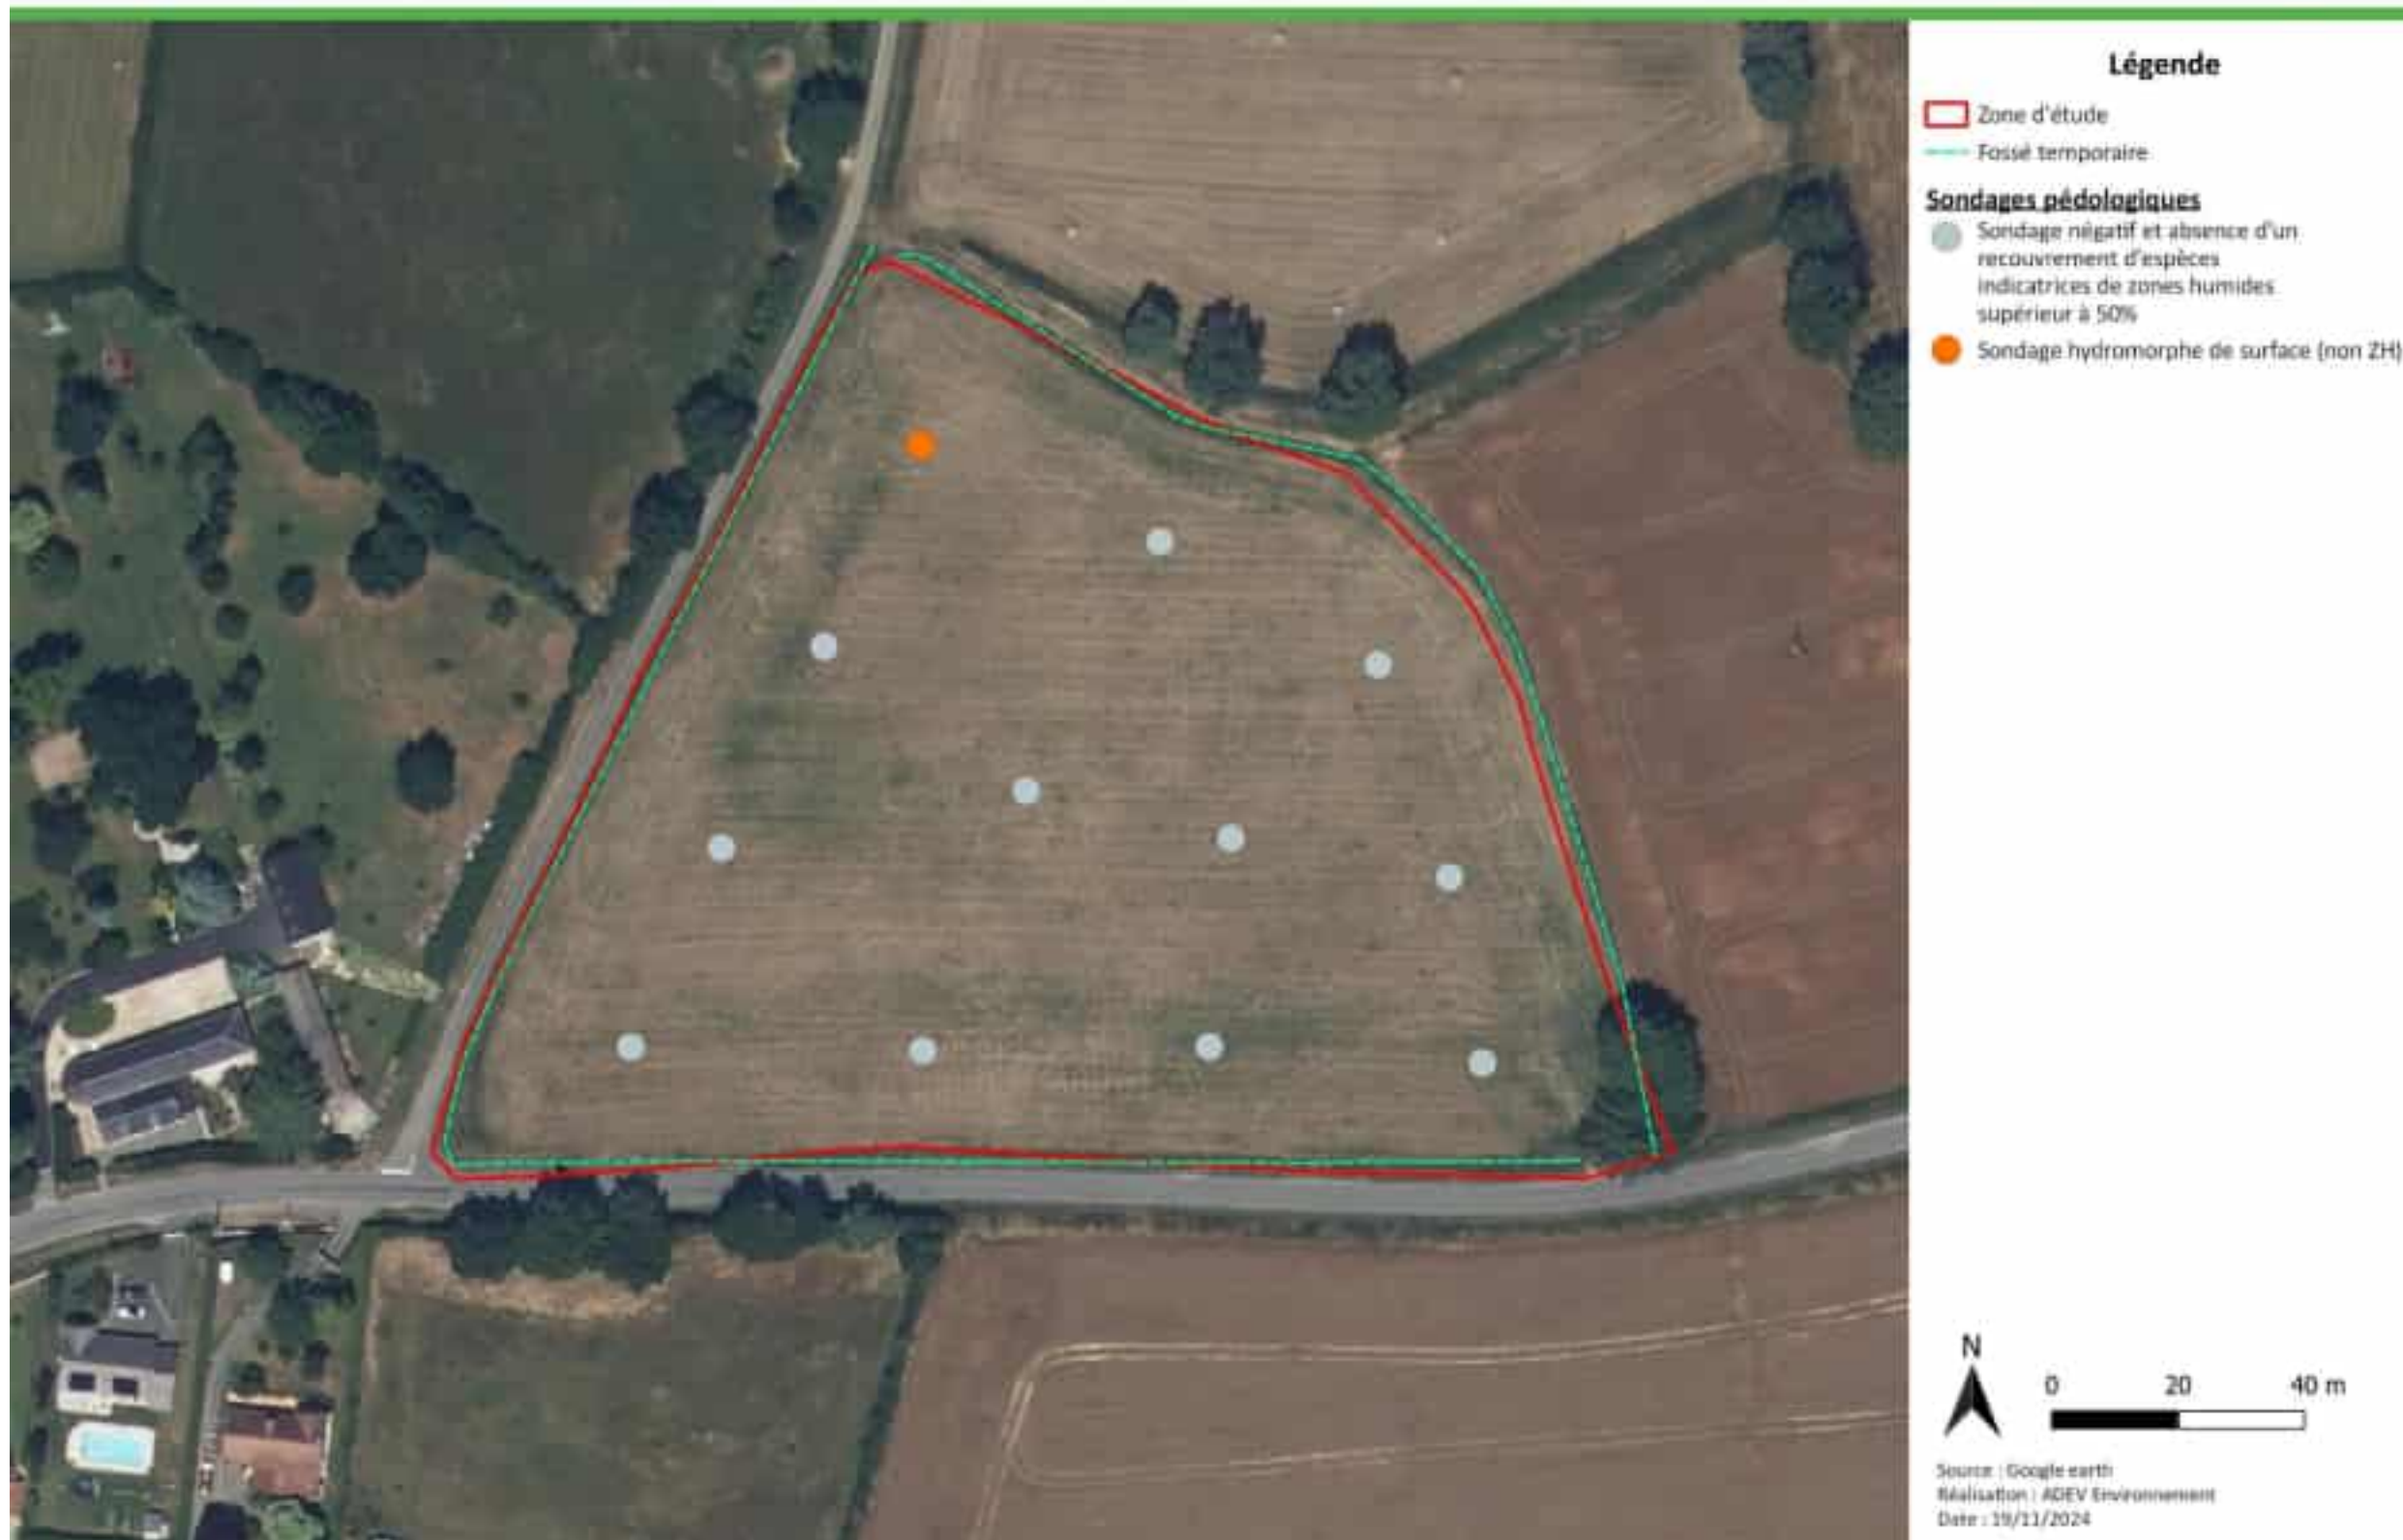 Légende
Zone d'étude
Fossé temporaire
Sondages pédologiques
Sondage négatif et absence d'un
recouvrement d'espèces
indicatrices de zones humides
supérieur à 50%
Sondage hydromorphe de surface (non ZH)
N
0 20 40 m
Source : Google earth
Réalisation : ADEV Environnement
Date : 19/11/2024